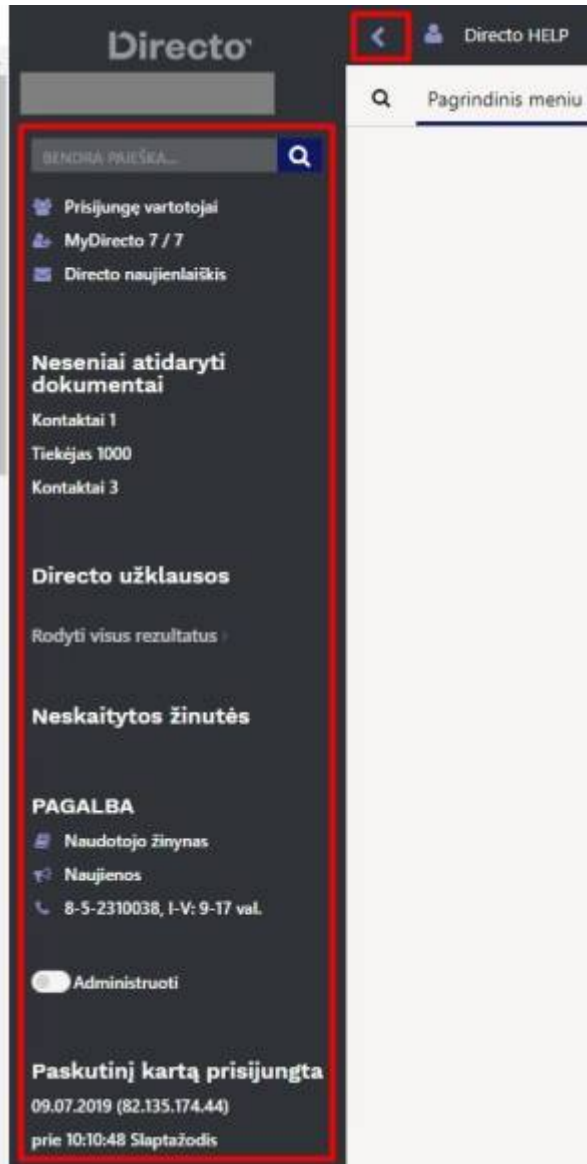 Directo
Directo HELP
Pagrindinis meniu
BENDRA PAIEŠKA...
Prisijungę vartotojai
MyDirecto 7 / 7
Directo naujienlaiškis
Neseniai atidaryti
dokumentai
Kontaktai 1
Tiekėjas 1000
Kontaktai 3
Directo užklausos
Rodyti visus rezultatus ›
Neskaitytos žinutės
PAGALBA
Naudotojo žinynas
Naujienos
8-5-2310038, I-V: 9-17 val.
Administruoti
Paskutinį kartą prisijungta
09.07.2019 (82.135.174.44)
prie 10:10:48 Slaptažodis